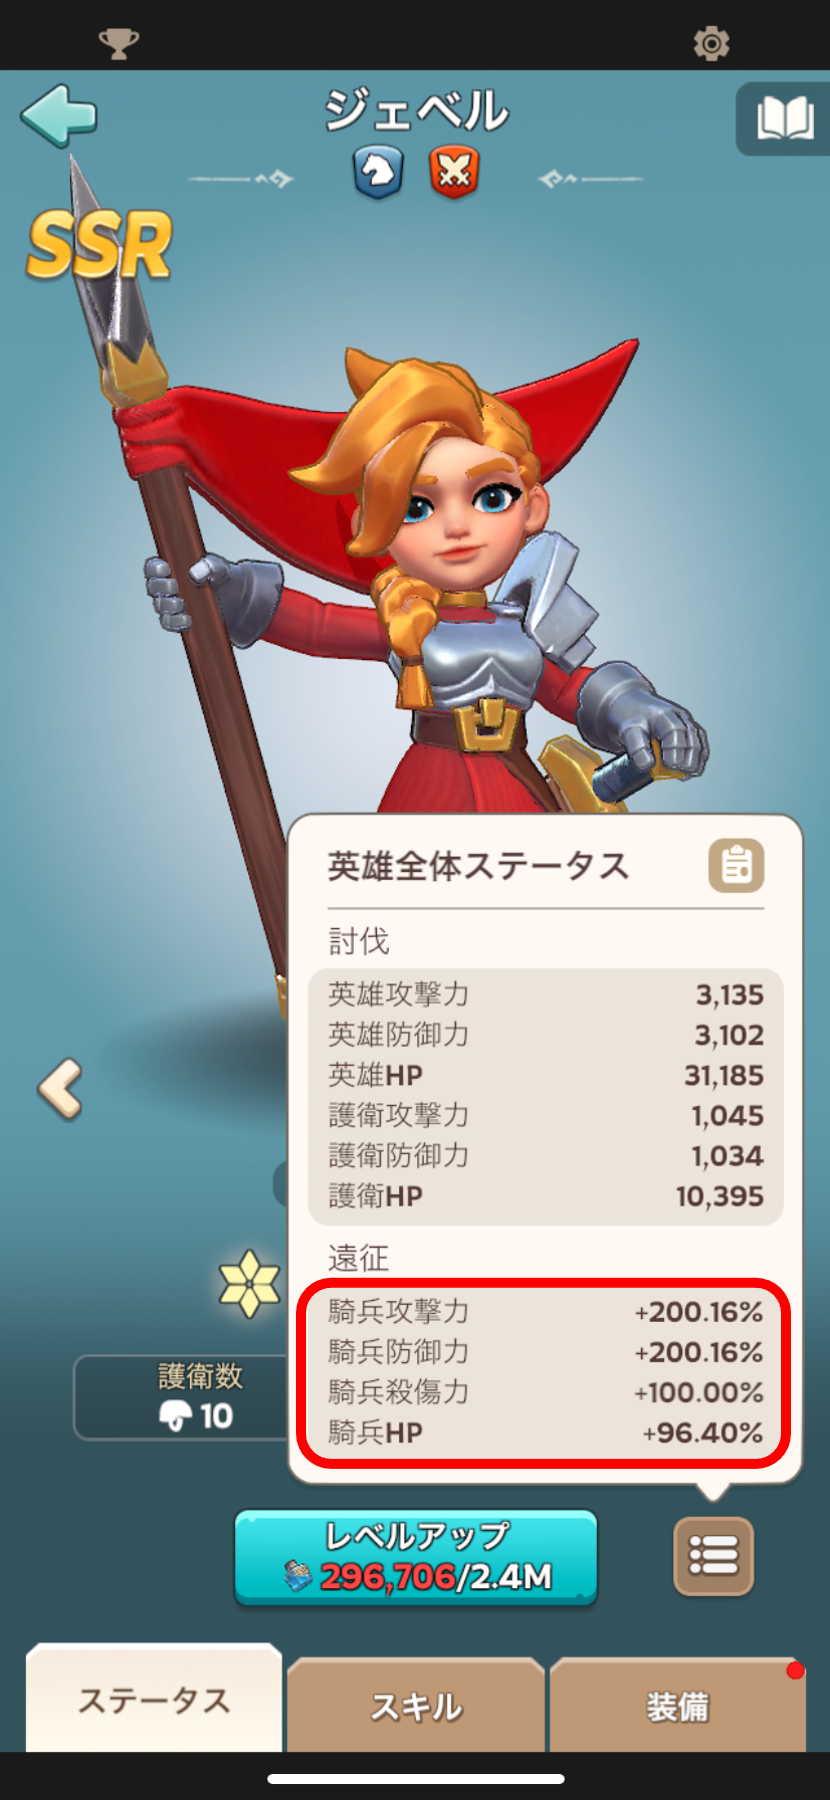 ジェベル
SSR
英雄全体ステータス
討伐
英雄攻撃力 3,135
英雄防御力 3,102
英雄HP 31,185
護衛攻撃力 1,045
護衛防御力 1,034
護衛HP 10,395
遠征
騎兵攻撃力 +200.16%
騎兵防御力 +200.16%
騎兵殺傷力 +100.00%
騎兵HP +96.40%
護衛数
10
レベルアップ
296,706/2.4M
ステータス
スキル
装備